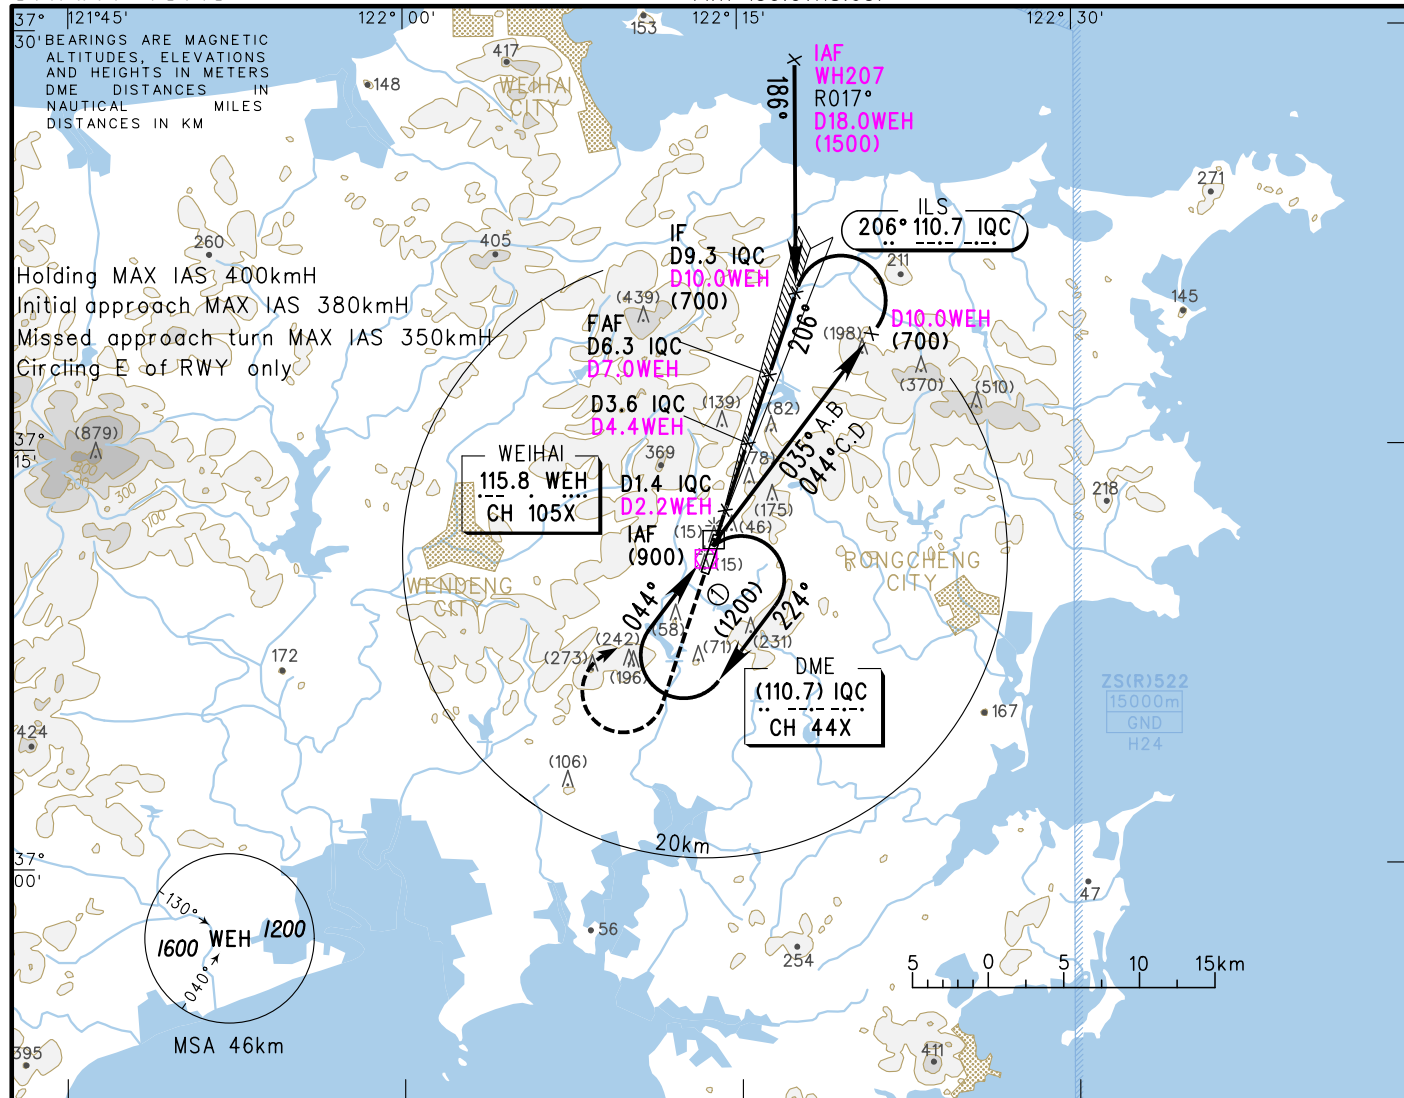 121°45'
122°00'
122°15'
122°30'
37°
30'
BEARINGS ARE MAGNETIC
ALTITUDES, ELEVATIONS
AND HEIGHTS IN METERS
DME DISTANCES IN
NAUTICAL MILES
DISTANCES IN KM
153
417
148
WEIHAI
CITY
IAF
WH207
R017°
D18.0WEH
(1500)
186°
271
ILS
206° 110.7 IQC
260
405
211
145
Holding MAX IAS 400kmH
Initial approach MAX IAS 380kmH
Missed approach turn MAX IAS 350kmH
Circling E of RWY only
IF
D9.3 IQC
D10.0WEH
(700)
(439)
206°
FAF
D6.3 IQC
D7.0WEH
(198)
D10.0WEH
(700)
(370)
(510)
D3.6 IQC
D4.4WEH
(139)
(82)
035° A.B
044° C.D
37°
15'
(879)
500
300
100
369
(78)
WEIHAI
115.8 WEH
CH 105X
D1.4 IQC
D2.2WEH
(175)
218
(15)
(46)
IAF
(900)
(15)
WENDENG
CITY
RONGCHENG
CITY
044°
1
(1200)
224°
(58)
(242)
(273)
(196)
(71)
(231)
172
DME
(110.7) IQC
CH 44X
167
ZS(R)522
15000m
GND
H24
424
(106)
20km
37°
00'
47
130°
1600
WEH
1200
040°
MSA 46km
56
254
5 0 5 10 15km
395
411